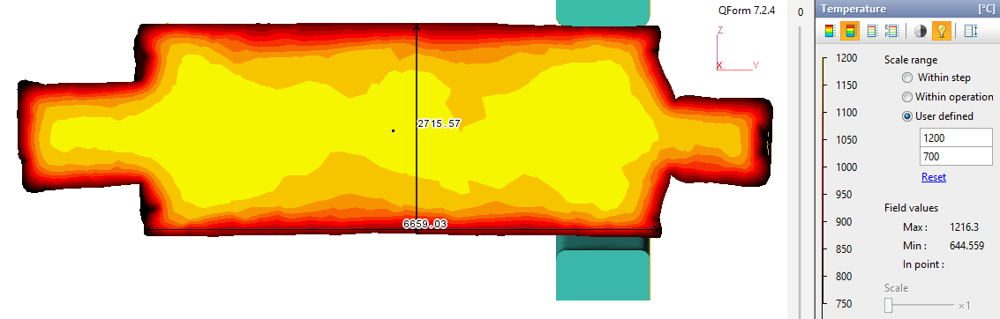 QForm 7.2.4
Z
X
Y
2715.57
6659.03
0
Temperature [°C]
1200
1150
1100
1050
1000
950
900
850
800
750
Scale range
Within step
Within operation
User defined
1200
700
Reset
Field values
Max : 1216.3
Min : 644.559
In point :
Scale
×1